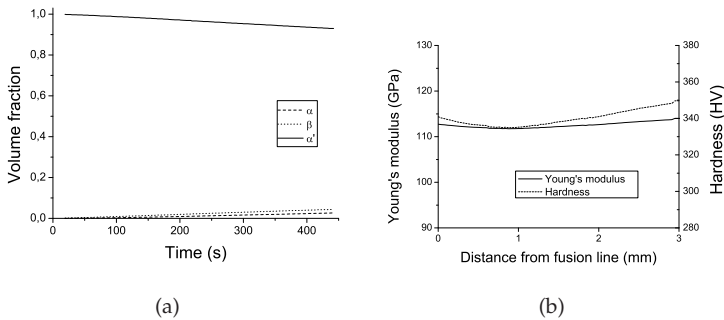 1,0
0,8
0,6
0,4
0,2
0,0
Volume fraction
0 100 200 300 400
Time (s)
α
β
α'
(a)
130
120
110
100
90
Young's modulus (GPa)
380
360
340
320
300
280
Hardness (HV)
Young's modulus
Hardness
0 1 2 3
Distance from fusion line (mm)
(b)